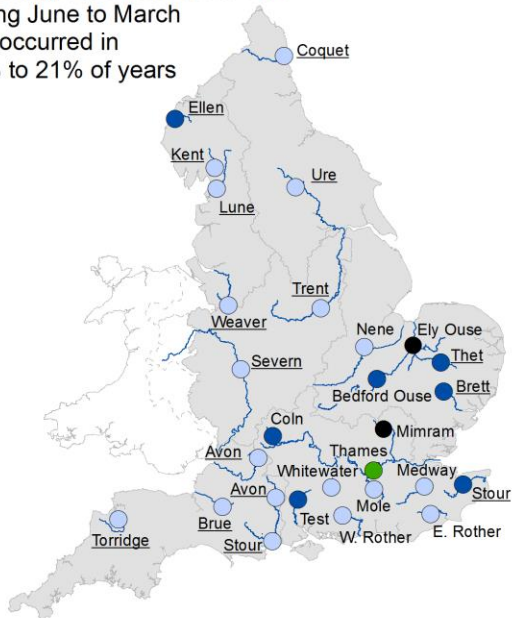 ng June to March
occurred in
to 21% of years
Coquet
Ellen
Kent
Ure
Lune
Trent
Weaver
Nene
Ely Ouse
Severn
Thet
Bedford Ouse
Brett
Coln
Mimram
Avon
Thames
Whitewater
Medway
Avon
Stour
Brue
Test
Mole
Torridge
Stour
W. Rother
E. Rother